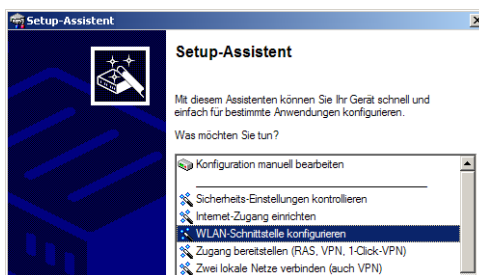 Setup-Assistent
Setup-Assistent
Mit diesem Assistenten können Sie Ihr Gerät schnell und
einfach für bestimmte Anwendungen konfigurieren.
Was möchten Sie tun?
Konfiguration manuell bearbeiten
Sicherheits-Einstellungen kontrollieren
Internet-Zugang einrichten
WLAN-Schnittstelle konfigurieren
Zugang bereitstellen (RAS, VPN, 1-Click-VPN)
Zwei lokale Netze verbinden (auch VPN)